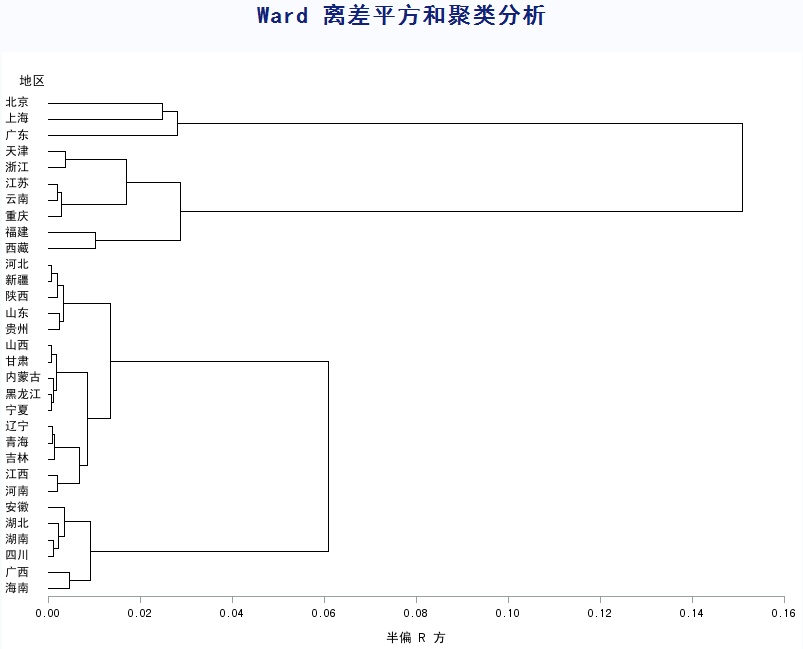 Ward 离差平方和聚类分析
地区
北京
上海
广东
天津
浙江
江苏
云南
重庆
福建
西藏
河北
新疆
陕西
山东
贵州
山西
甘肃
内蒙古
黑龙江
宁夏
辽宁
青海
吉林
江西
河南
安徽
湖北
湖南
四川
广西
海南
0.00 0.02 0.04 0.06 0.08 0.10 0.12 0.14 0.16
半偏 R 方